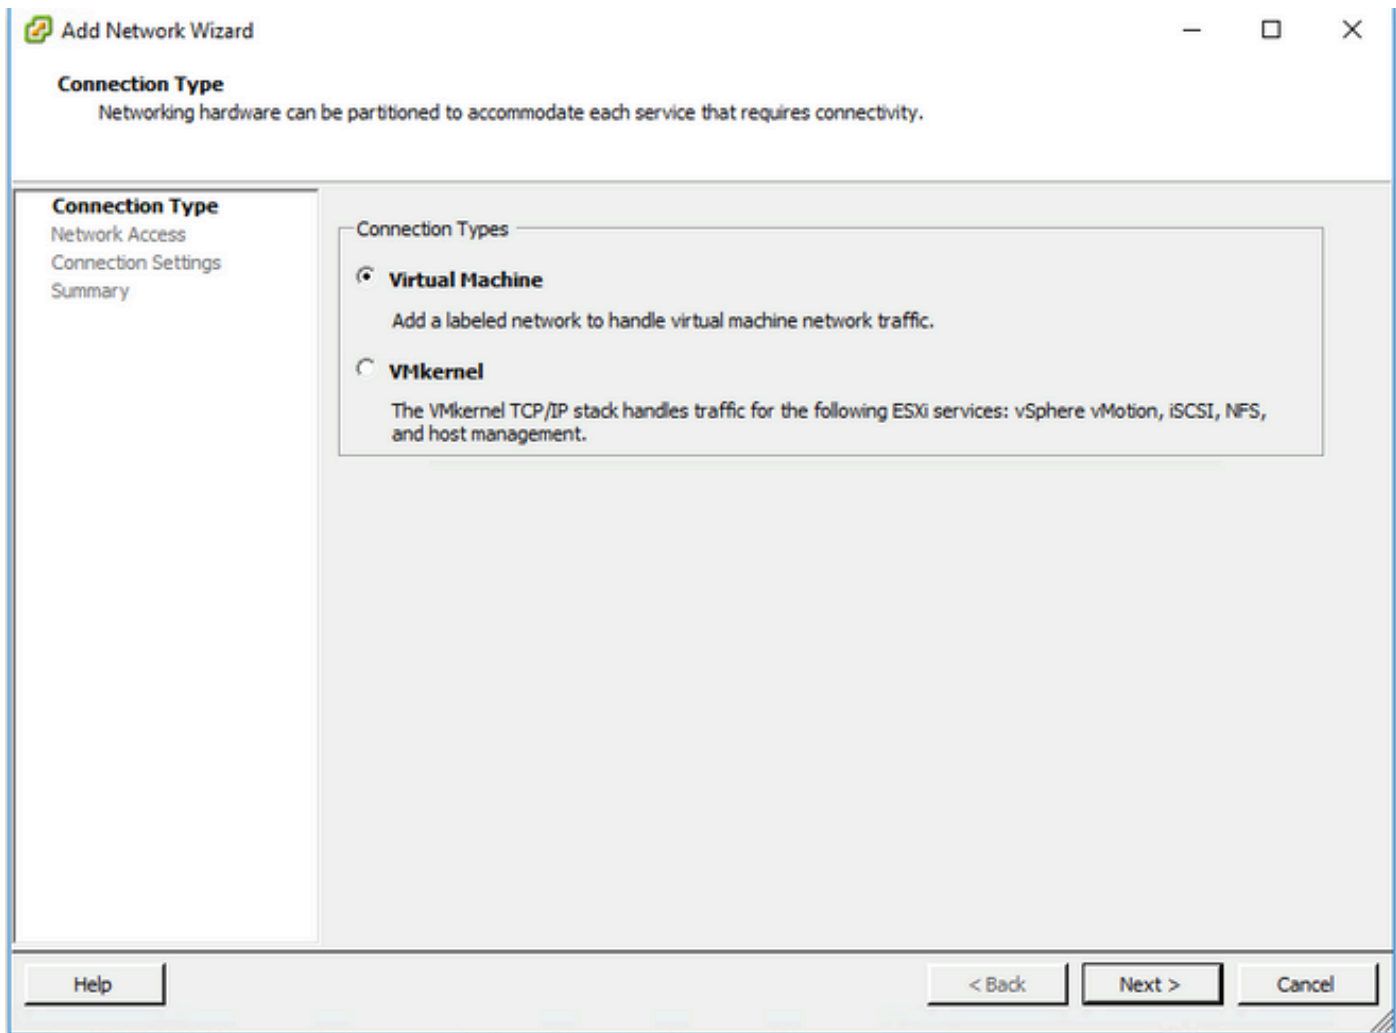 Add Network Wizard
Connection Type
Networking hardware can be partitioned to accommodate each service that requires connectivity.
Connection Type
Network Access
Connection Settings
Summary
Connection Types
Virtual Machine
Add a labeled network to handle virtual machine network traffic.
VMkernel
The VMkernel TCP/IP stack handles traffic for the following ESXi services: vSphere vMotion, iSCSI, NFS,
and host management.
Help
< Back
Next >
Cancel